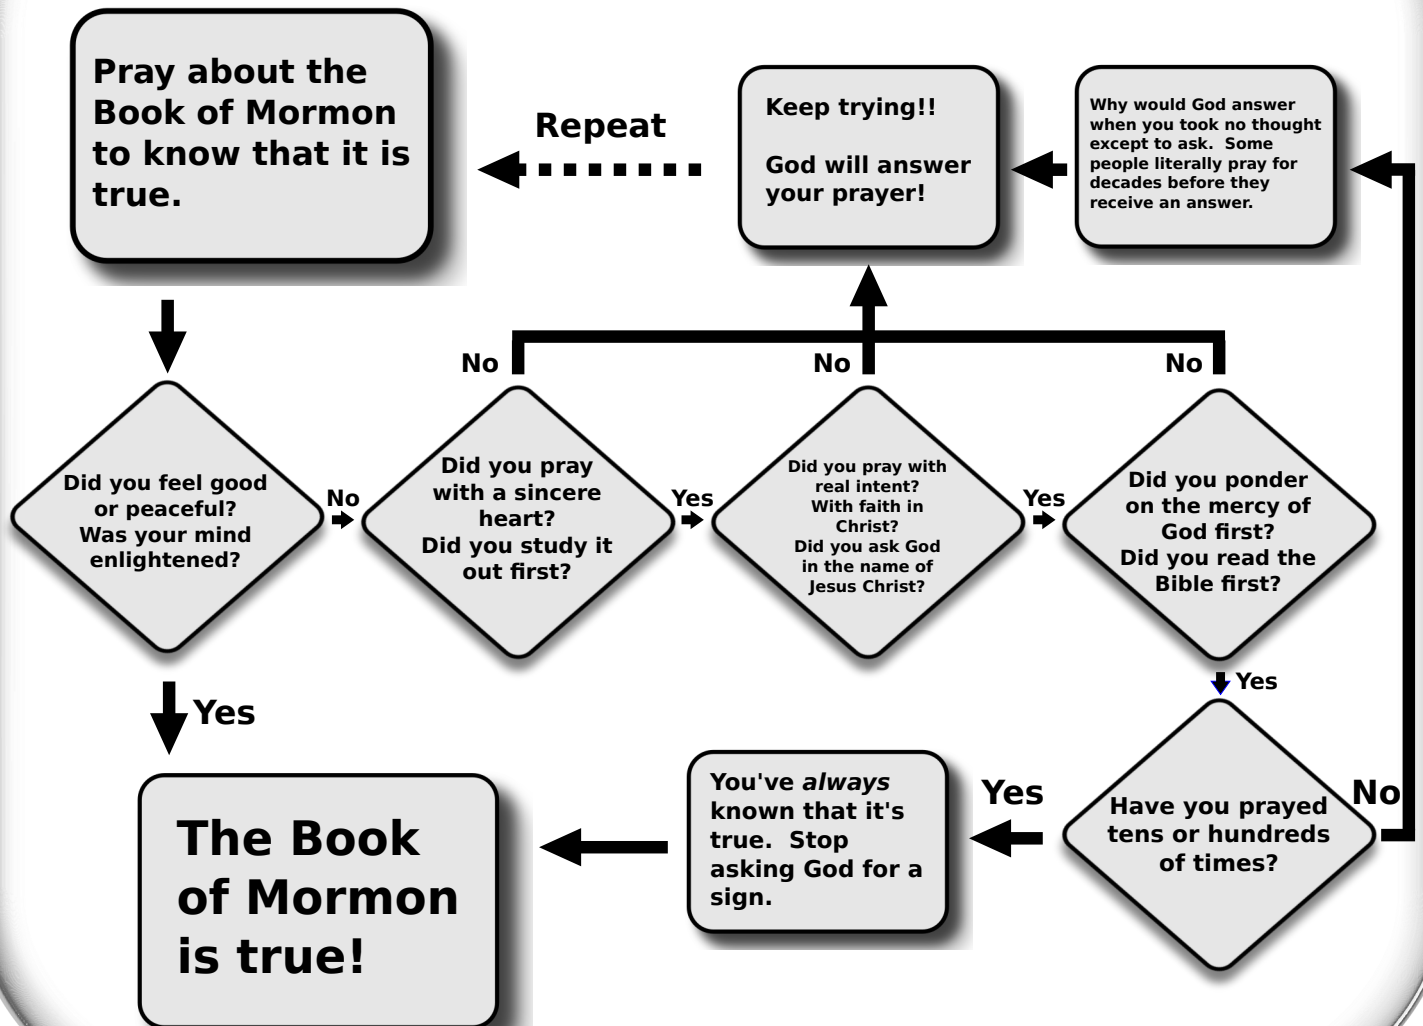 Pray about the
Book of Mormon
to know that it is
true.
Repeat
Keep trying!!
God will answer
your prayer!
Why would God answer
when you took no thought
except to ask.  Some
people literally pray for
decades before they
receive an answer.
No
No
No
Did you feel good
or peaceful?
Was your mind
enlightened?
No
Did you pray
with a sincere
heart?
Did you study it
out first?
Yes
Did you pray with
real intent?
With faith in
Christ?
Did you ask God
in the name of
Jesus Christ?
Yes
Did you ponder
on the mercy of
God first?
Did you read the
Bible first?
Yes
Yes
The Book
of Mormon
is true!
You've always
known that it's
true.  Stop
asking God for a
sign.
Yes
Have you prayed
tens or hundreds
of times?
No